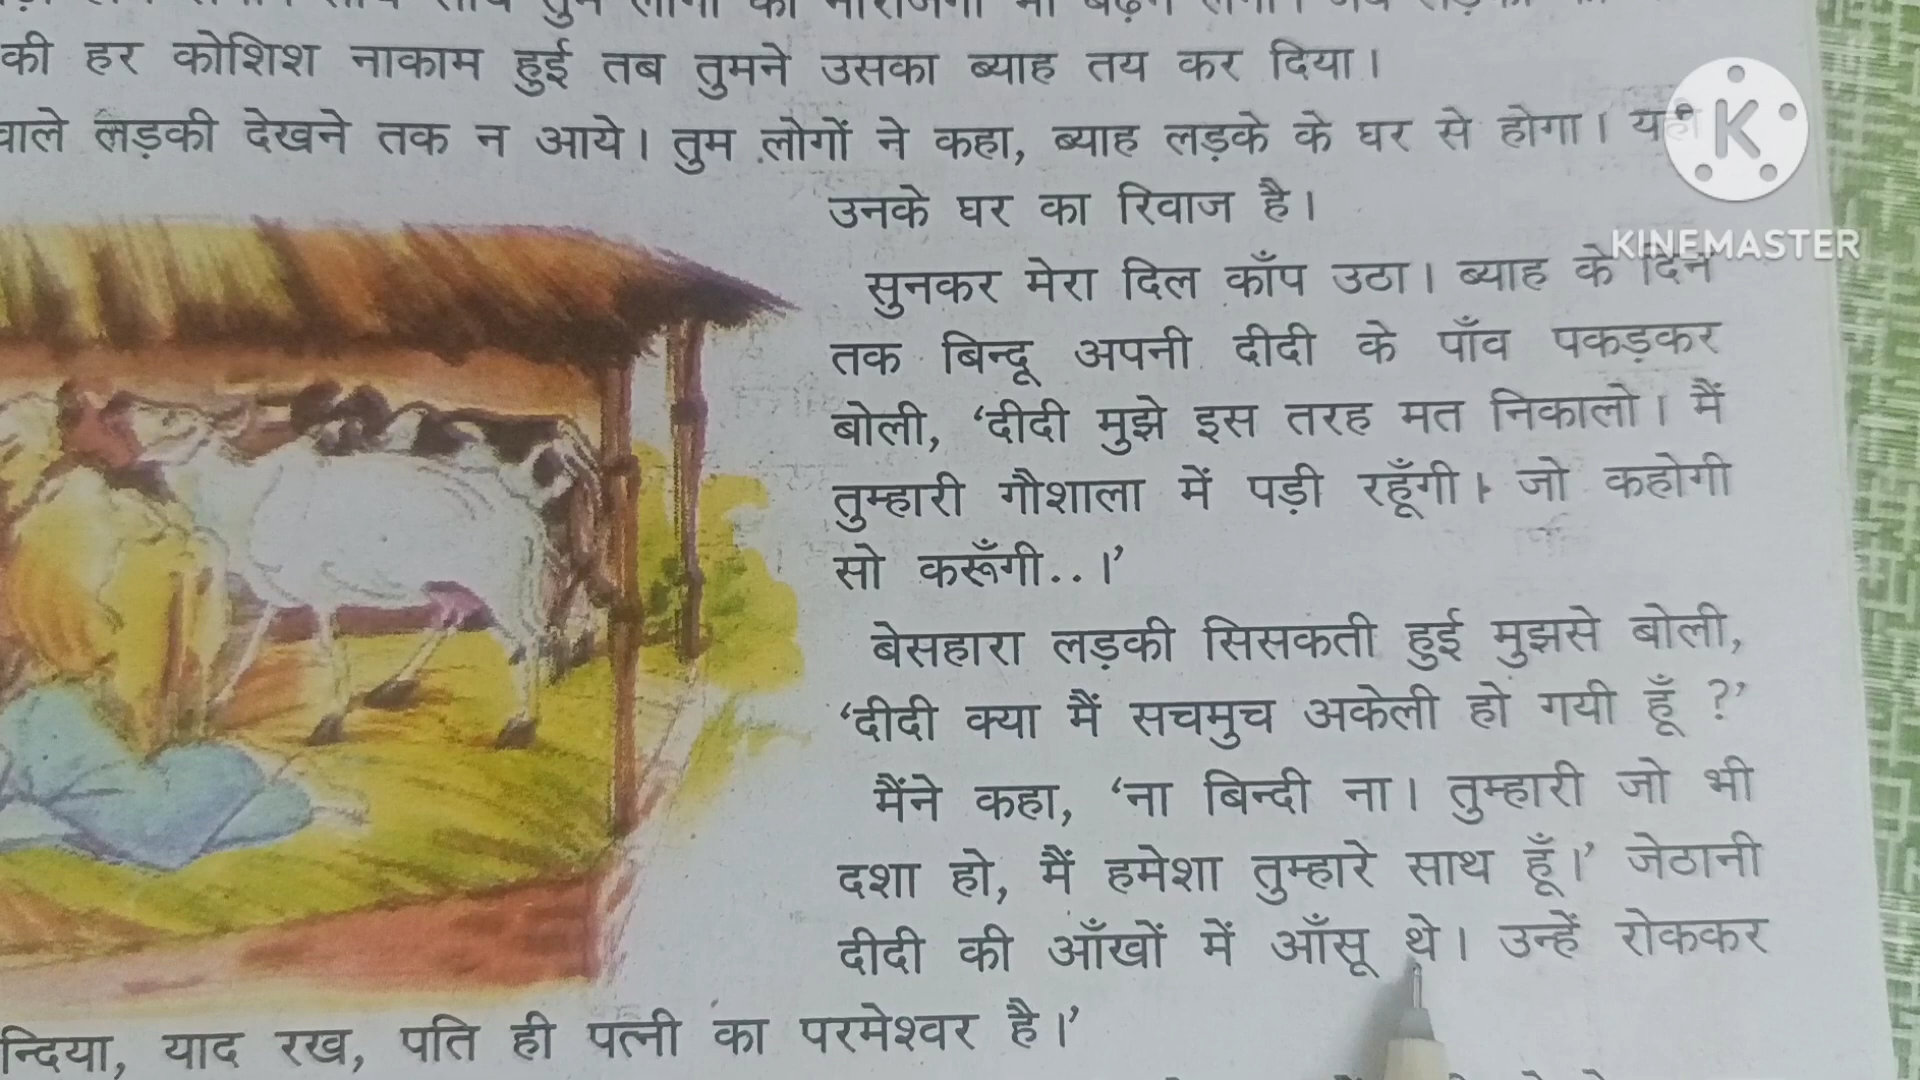 की हर कोशिश नाकाम हुई तब तुमने उसका ब्याह तय कर दिया।
वाले लड़की देखने तक न आये। तुम लोगों ने कहा, ब्याह लड़के के घर से होगा। यही
उनके घर का रिवाज है।
सुनकर मेरा दिल काँप उठा। ब्याह के दिन
तक बिन्दू अपनी दीदी के पाँव पकड़कर
बोली, ‘दीदी मुझे इस तरह मत निकालो। मैं
तुम्हारी गौशाला में पड़ी रहूँगी। जो कहोगी
सो करूँगी..।’
बेसहारा लड़की सिसकती हुई मुझसे बोली,
‘दीदी क्या मैं सचमुच अकेली हो गयी हूँ ?’
मैंने कहा, ‘ना बिन्दी ना। तुम्हारी जो भी
दशा हो, मैं हमेशा तुम्हारे साथ हूँ।’ जेठानी
दीदी की आँखों में आँसू थे। उन्हें रोककर
न्दिया, याद रख, पति ही पत्नी का परमेश्वर है।’
K
KINEMASTER